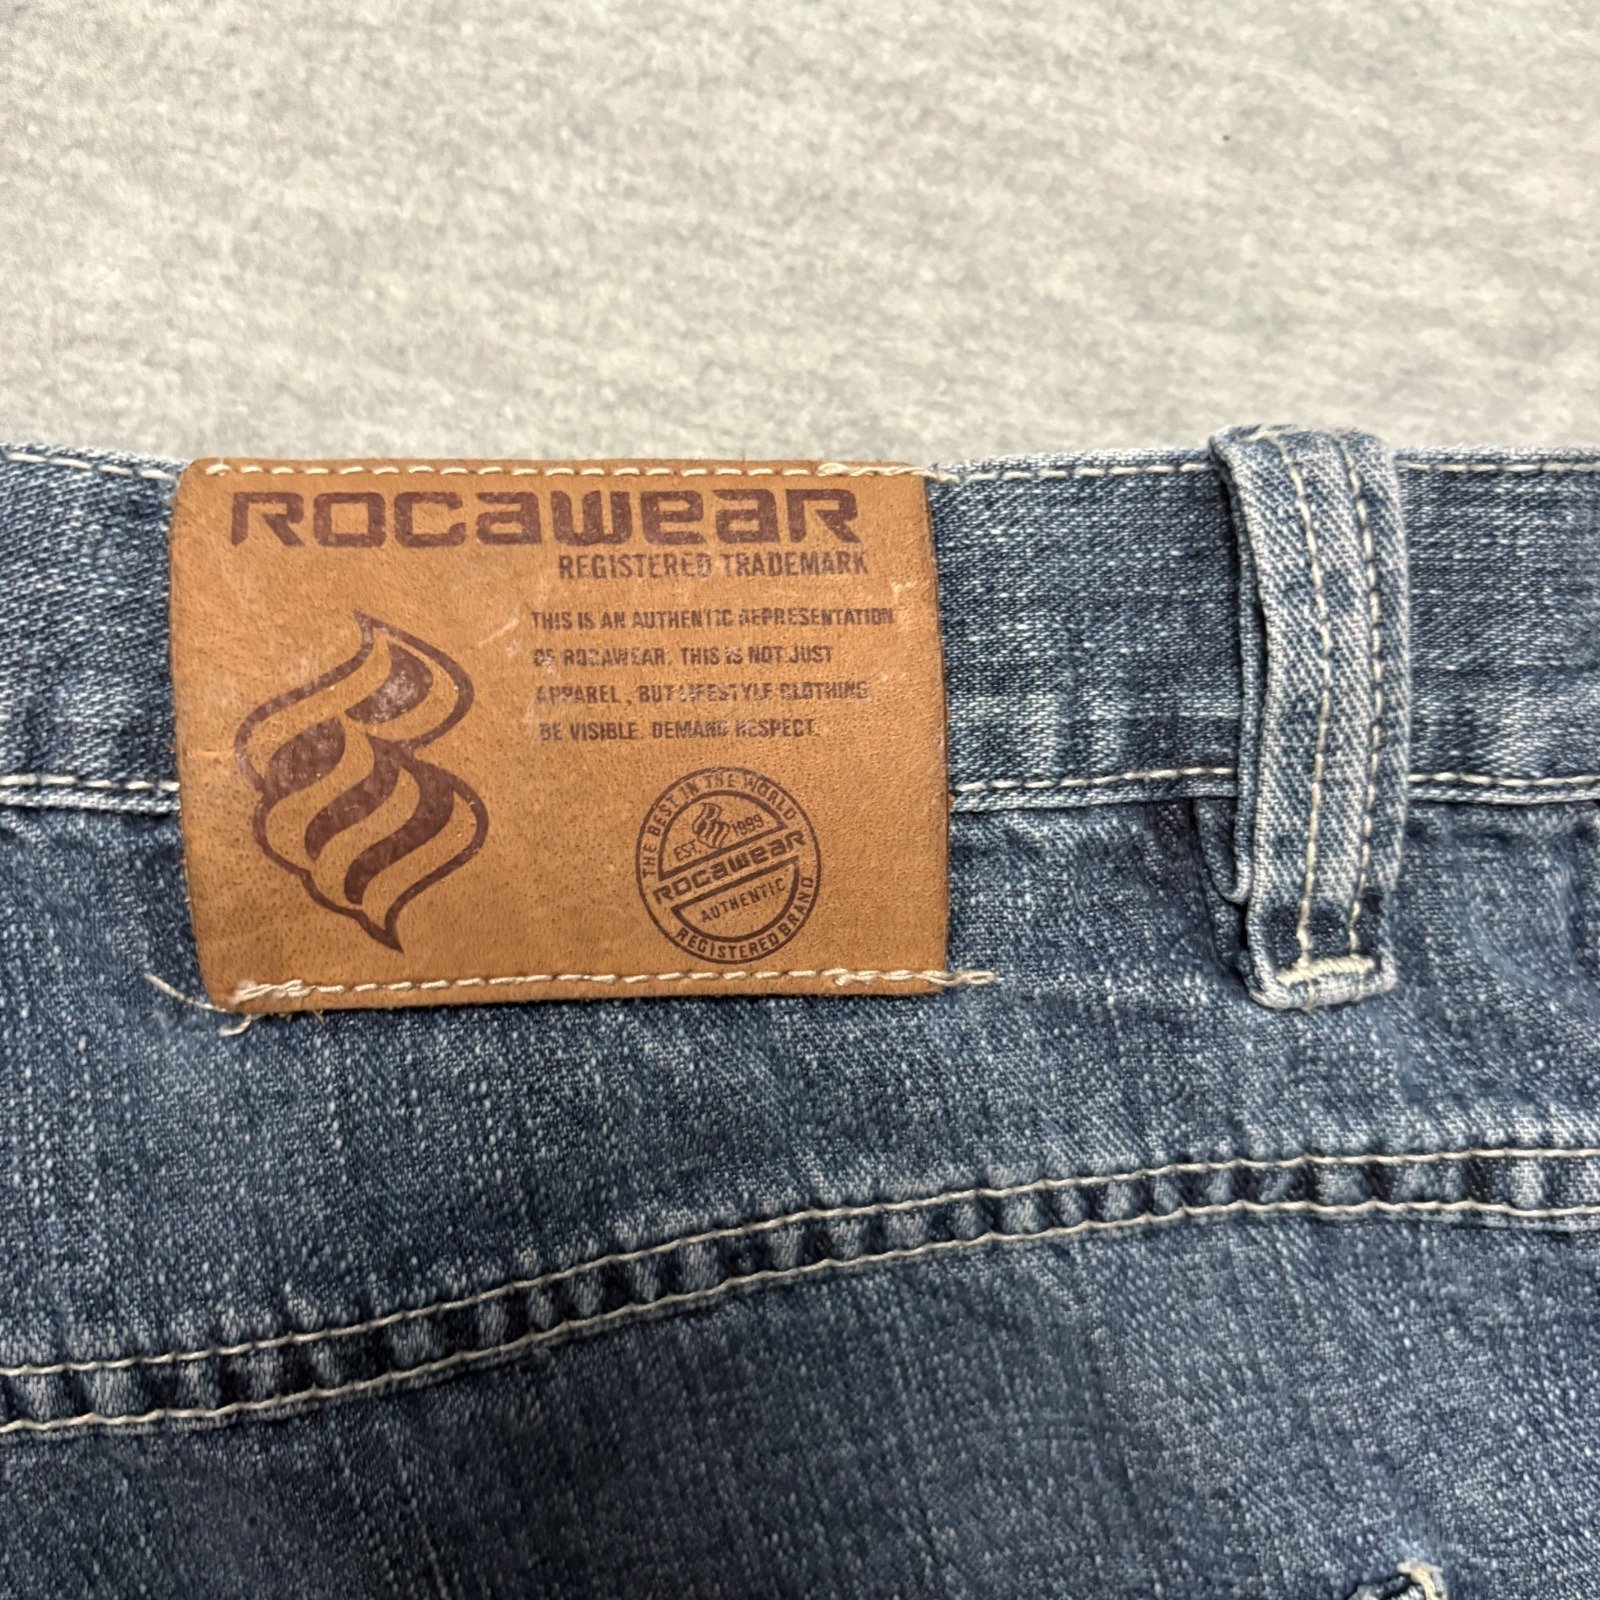 ROCAWEAR
REGISTERED TRADEMARK
THIS IS AN AUTHENTIC REPRESENTATION
OF ROCAWEAR. THIS IS NOT JUST
APPAREL, BUT LIFESTYLE CLOTHING
BE VISIBLE. DEMAND RESPECT.
THE BEST IN THE WORLD
EST. 1999
ROCAWEAR
AUTHENTIC
REGISTERED BRAND